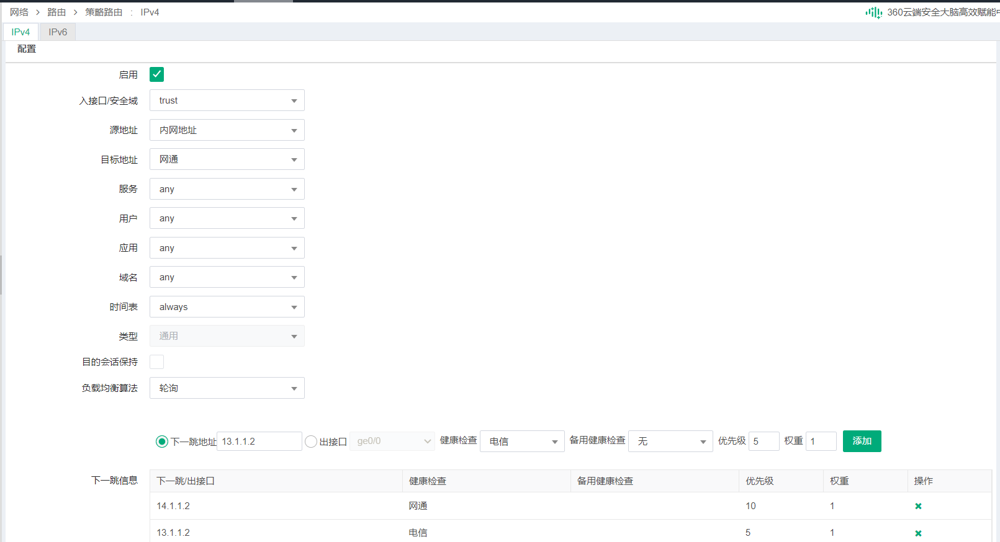 网络 > 路由 > 策略路由 : IPv4
360云端安全大脑高效赋能
IPv4 IPv6
配置
启用
入接口/安全域 trust
源地址 内网地址
目标地址 网通
服务 any
用户 any
应用 any
域名 any
时间表 always
类型 通用
目的会话保持
负载均衡算法 轮询
下一跳地址 13.1.1.2 出接口 ge0/0 健康检查 电信 备用健康检查 无 优先级 5 权重 1 添加
下一跳信息 下一跳/出接口 健康检查 备用健康检查 优先级 权重 操作
14.1.1.2 网通 10 1
13.1.1.2 电信 5 1